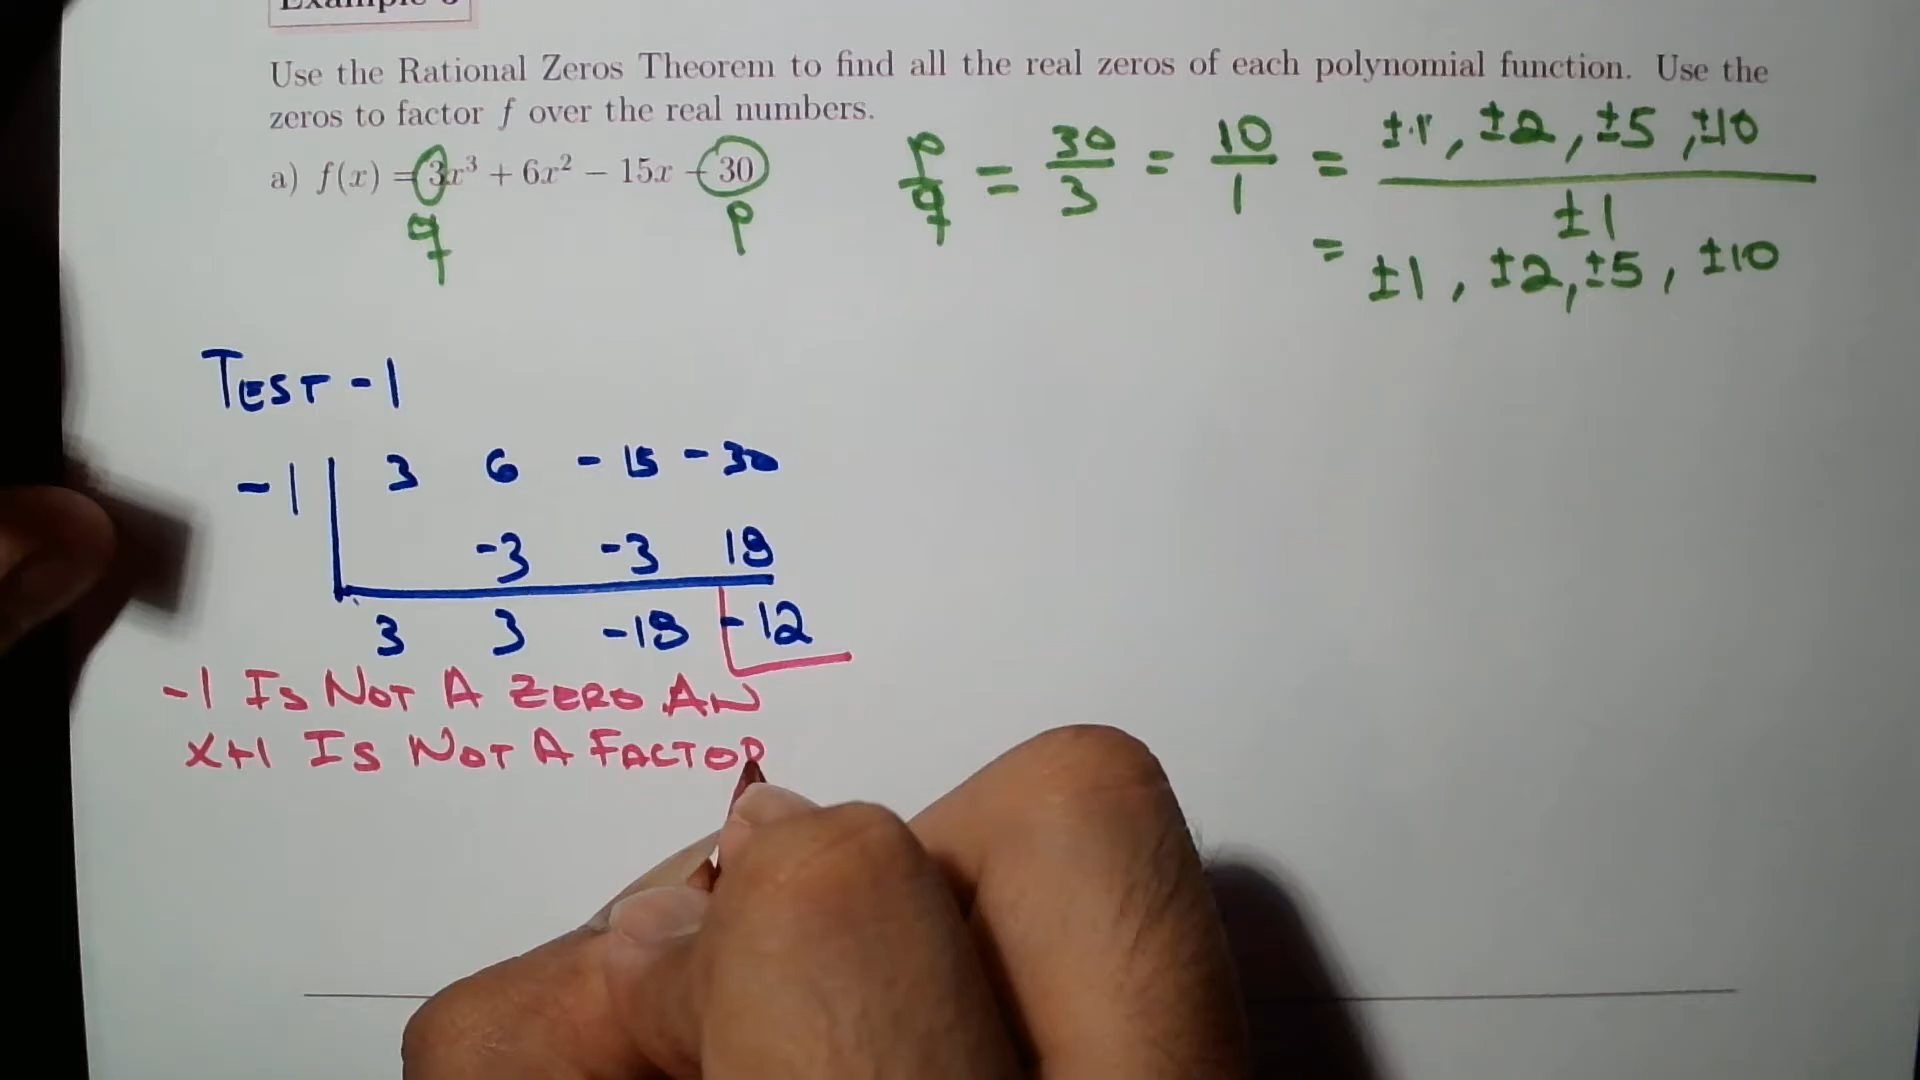 Example 3
Use the Rational Zeros Theorem to find all the real zeros of each polynomial function. Use the
zeros to factor f over the real numbers.
a) f(x) = 3x³ + 6x² − 15x − 30
q p
p/q = 30/3 = 10/1 = ±1, ±2, ±5, ±10 / ±1
= ±1, ±2, ±5, ±10
TEST -1
-1 | 3 6 -15 -30
-3 -3 18
3 3 -18 -12
-1 IS NOT A ZERO AN
X+1 IS NOT A FACTOR